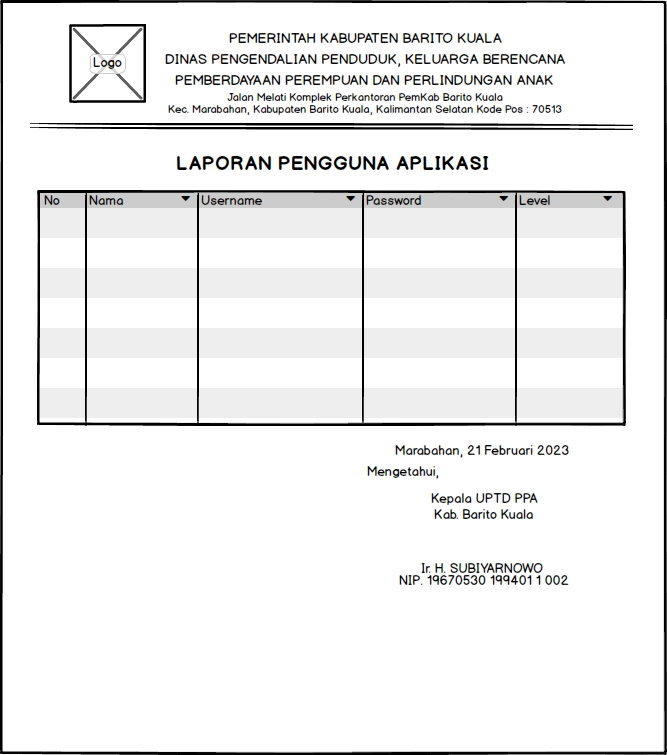 Logo
PEMERINTAH KABUPATEN BARITO KUALA
DINAS PENGENDALIAN PENDUDUK, KELUARGA BERENCANA
PEMBERDAYAAN PEREMPUAN DAN PERLINDUNGAN ANAK
Jalan Melati Komplek Perkantoran PemKab Barito Kuala
Kec. Marabahan, Kabupaten Barito Kuala, Kalimantan Selatan Kode Pos : 70513
LAPORAN PENGGUNA APLIKASI
No Nama Username Password Level
Marabahan, 21 Februari 2023
Mengetahui,
Kepala UPTD PPA
Kab. Barito Kuala
Ir. H. SUBIYARNOWO
NIP. 19670530 199401 1 002